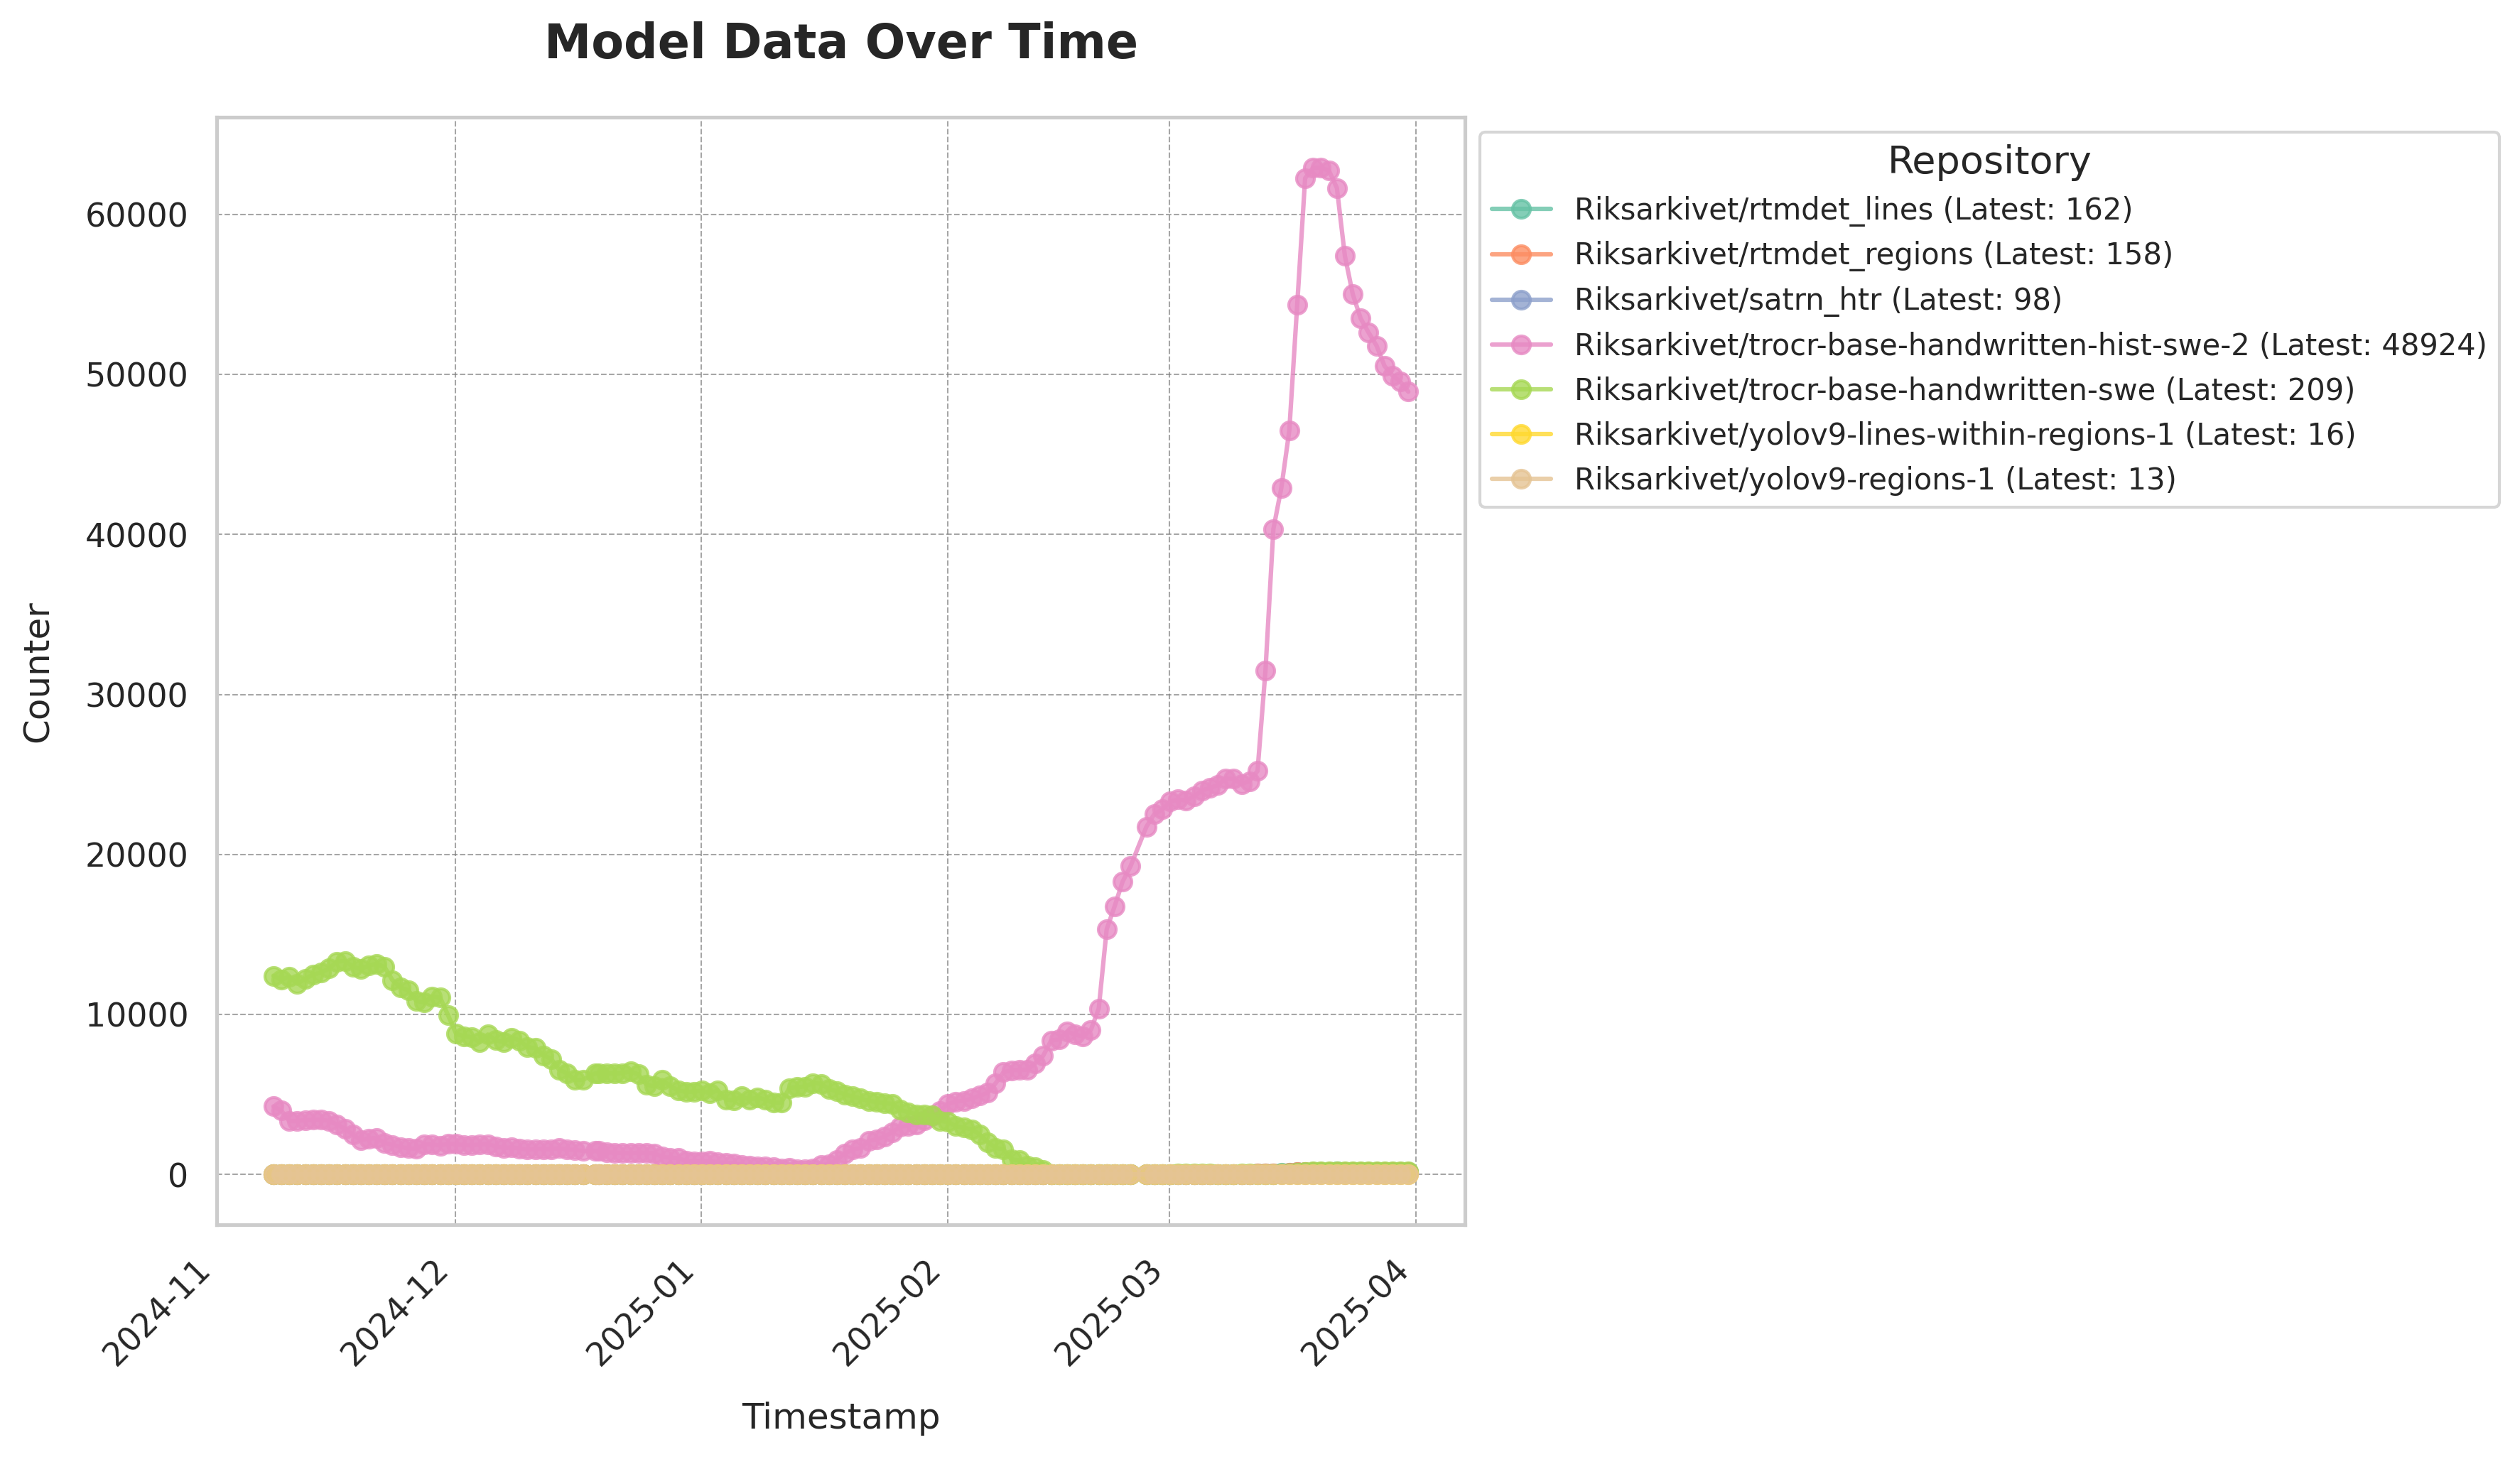 Model Data Over Time
Repository
Riksarkivet/rtmdet_lines (Latest: 162)
Riksarkivet/rtmdet_regions (Latest: 158)
Riksarkivet/satrn_htr (Latest: 98)
Riksarkivet/trocr-base-handwritten-hist-swe-2 (Latest: 48924)
Riksarkivet/trocr-base-handwritten-swe (Latest: 209)
Riksarkivet/yolov9-lines-within-regions-1 (Latest: 16)
Riksarkivet/yolov9-regions-1 (Latest: 13)
Counter
60000
50000
40000
30000
20000
10000
0
2024-11
2024-12
2025-01
2025-02
2025-03
2025-04
Timestamp